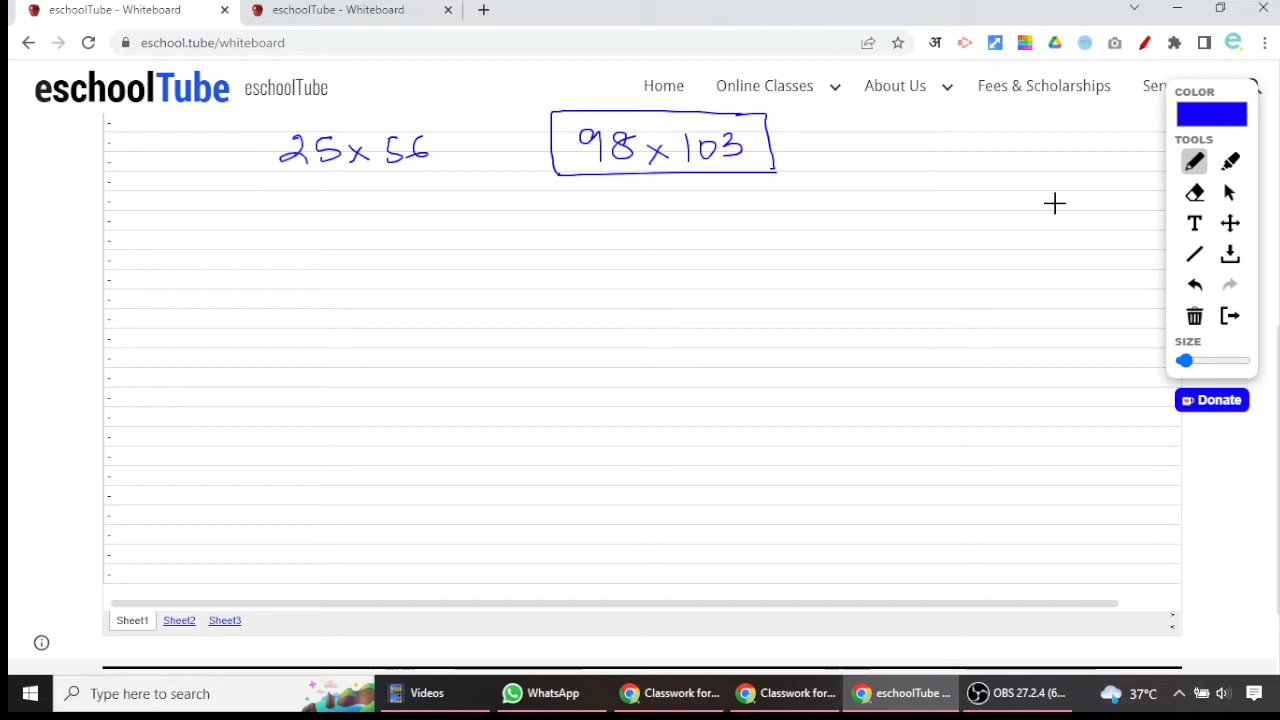 eschoolTube - Whiteboard
eschoolTube - Whiteboard
eschool.tube/whiteboard
अ
eschoolTube eschoolTube
Home Online Classes About Us Fees & Scholarships Ser
COLOR
TOOLS
T
SIZE
Donate
25 x 56 98 x 103
Sheet1 Sheet2 Sheet3
Type here to search Videos WhatsApp Classwork for... Classwork for... eschoolTube ... OBS 27.2.4 (6... 37°C